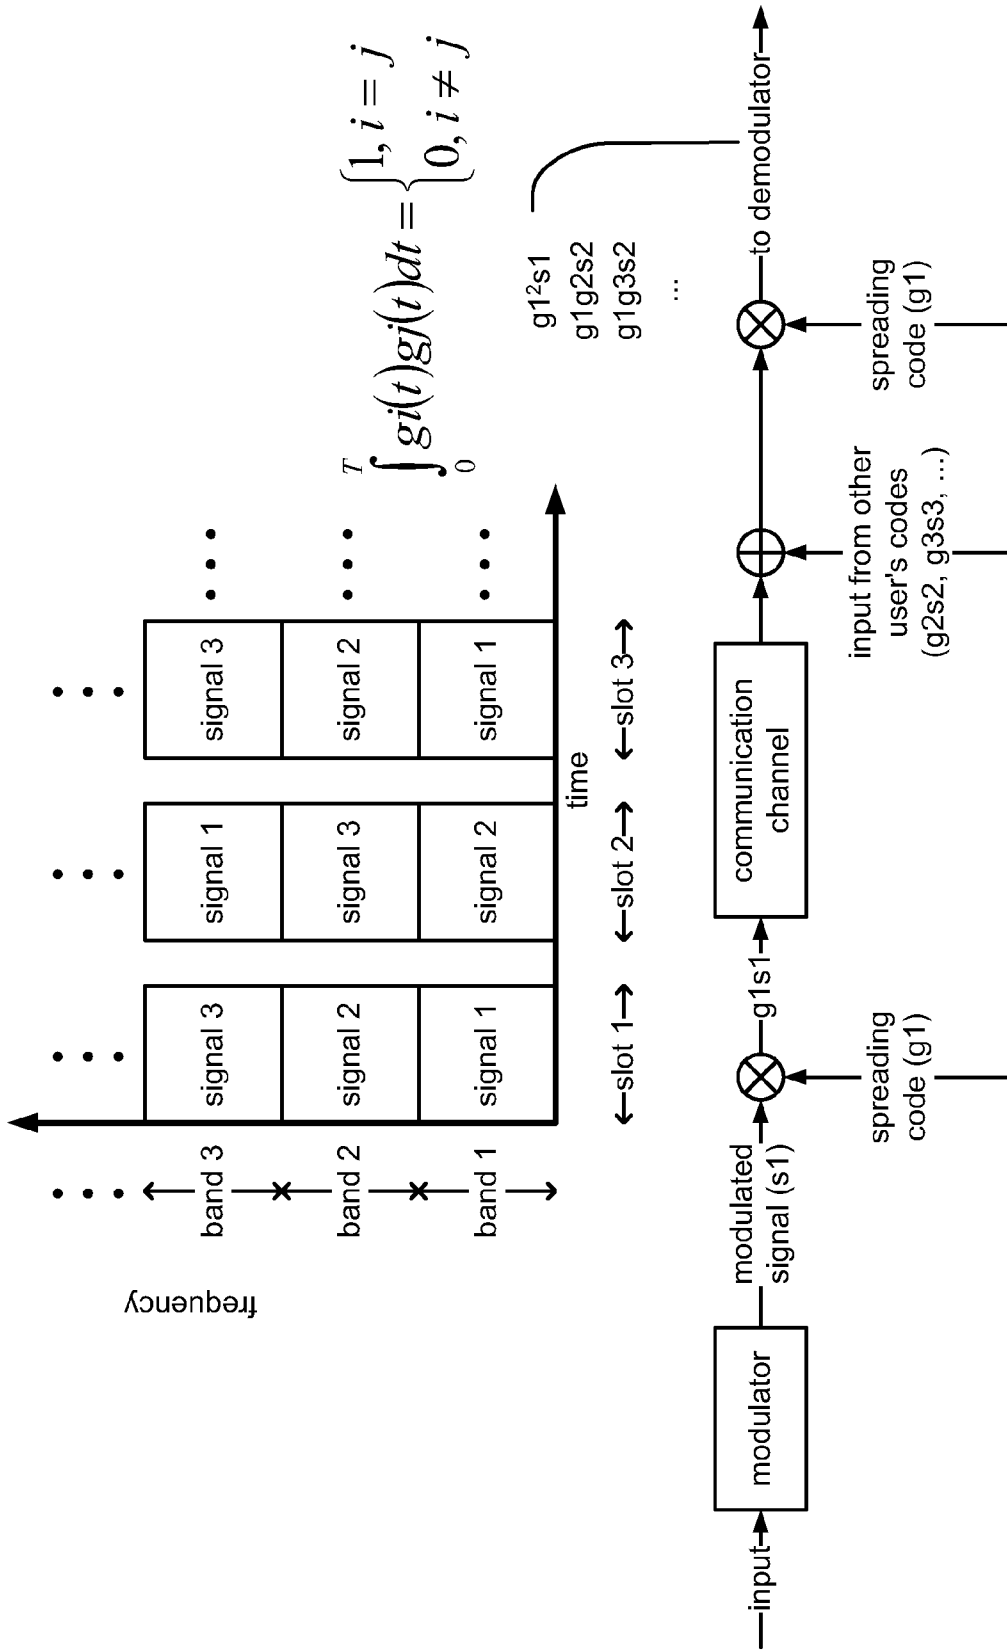 frequency
band 3
band 2
band 1
signal 3
signal 2
signal 1
signal 1
signal 3
signal 2
signal 3
signal 2
signal 1
time
slot 1
slot 2
slot 3
∫₀ᵀ gi(t)gj(t)dt = {1, i = j
0, i ≠ j
g1²s1
g1g2s2
g1g3s2
...
input
modulator
modulated
signal (s1)
g1s1
spreading
code (g1)
communication
channel
input from other
user's codes
(g2s2, g3s3, ...)
spreading
code (g1)
to demodulator